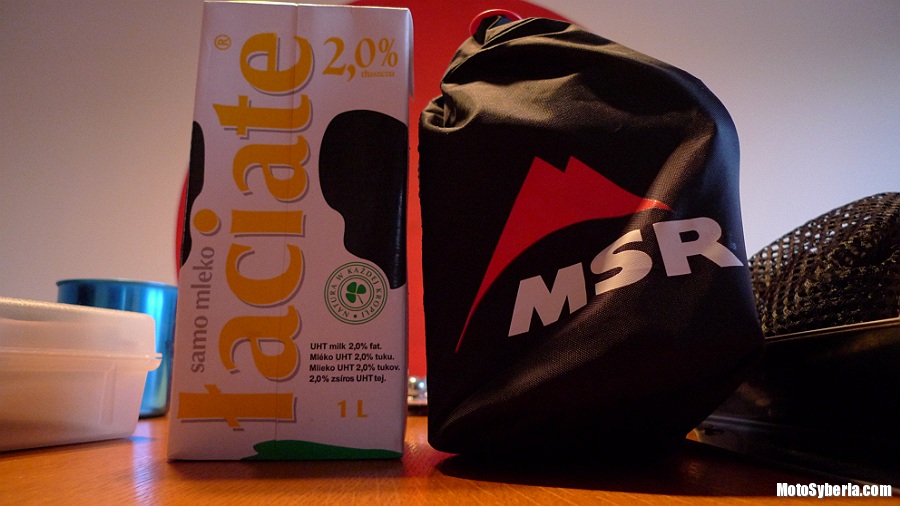 samo mleko
łaciate ®
2,0%
tłuszczu
NATURA W KAŻDEJ KROPLI
UHT milk 2,0% fat.
Mléko UHT 2,0% tuku.
Mlieko UHT 2,0% tukov.
2,0% zsíros UHT tej.
1 L
MSR
MotoSyberia.com